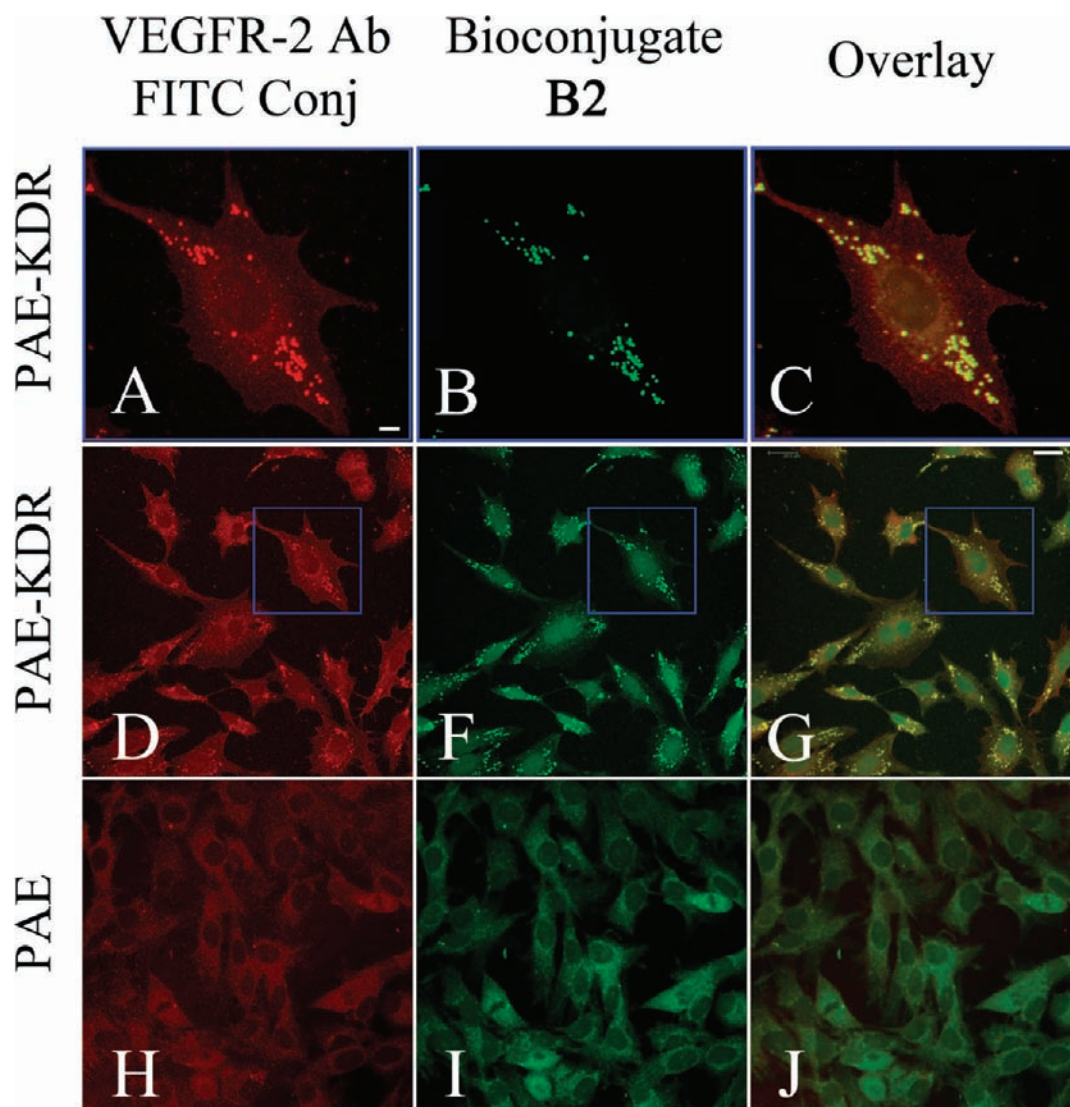 VEGFR-2 Ab
FITC Conj
Bioconjugate
B2
Overlay
PAE-KDR
A
B
C
PAE-KDR
D
F
G
PAE
H
I
J